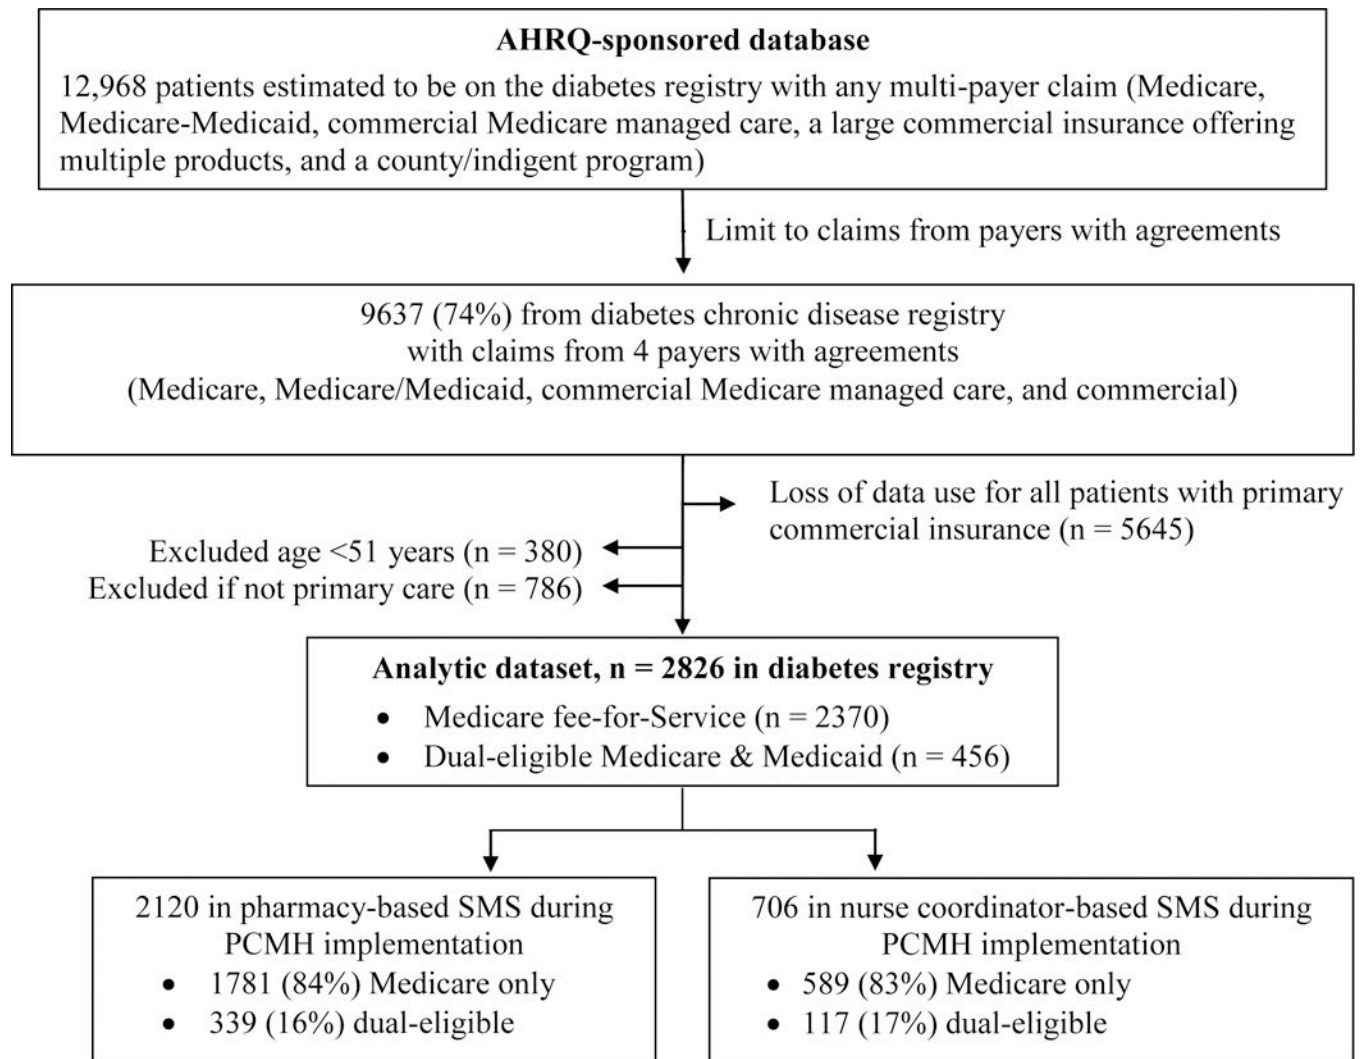 AHRQ-sponsored database
12,968 patients estimated to be on the diabetes registry with any multi-payer claim (Medicare,
Medicare-Medicaid, commercial Medicare managed care, a large commercial insurance offering
multiple products, and a county/indigent program)
Limit to claims from payers with agreements
9637 (74%) from diabetes chronic disease registry
with claims from 4 payers with agreements
(Medicare, Medicare/Medicaid, commercial Medicare managed care, and commercial)
Loss of data use for all patients with primary
commercial insurance (n = 5645)
Excluded age <51 years (n = 380)
Excluded if not primary care (n = 786)
Analytic dataset, n = 2826 in diabetes registry
• Medicare fee-for-Service (n = 2370)
• Dual-eligible Medicare & Medicaid (n = 456)
2120 in pharmacy-based SMS during
PCMH implementation
• 1781 (84%) Medicare only
• 339 (16%) dual-eligible
706 in nurse coordinator-based SMS during
PCMH implementation
• 589 (83%) Medicare only
• 117 (17%) dual-eligible